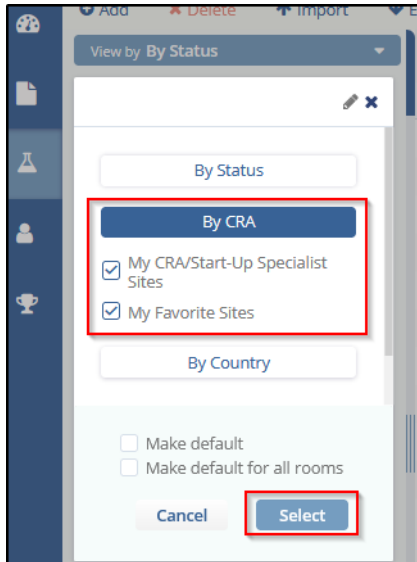 Add Delete Import E
View by By Status
By Status
By CRA
My CRA/Start-Up Specialist
Sites
My Favorite Sites
By Country
Make default
Make default for all rooms
Cancel Select